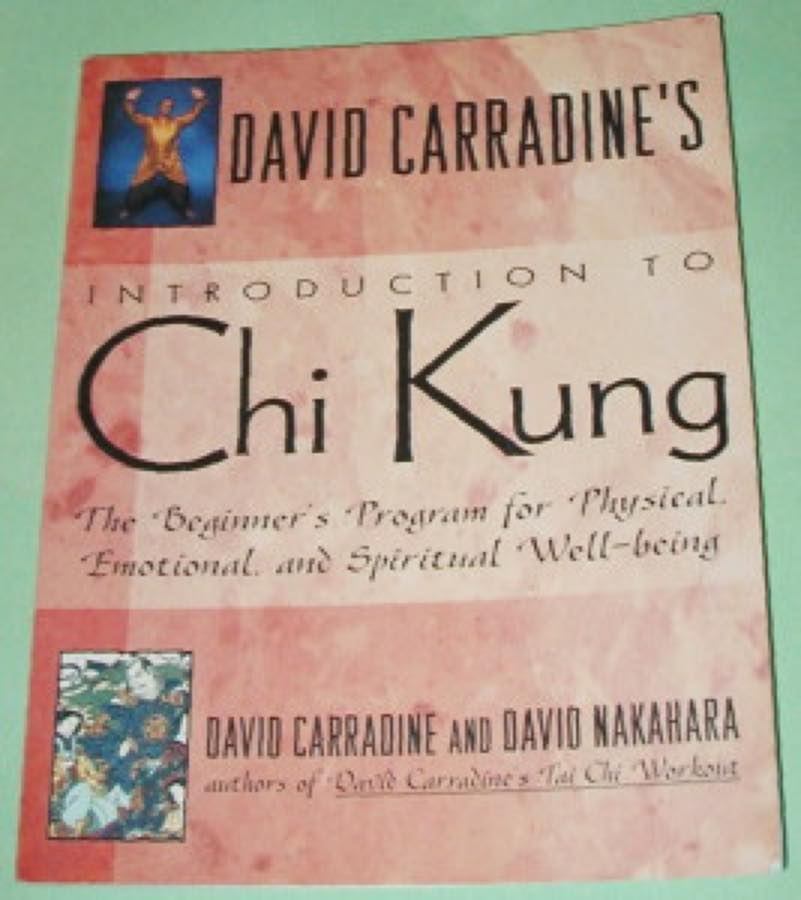 DAVID CARRADINE'S
INTRODUCTION TO
Chi Kung
The Beginner's Program for Physical,
Emotional, and Spiritual Well-being
DAVID CARRADINE AND DAVID NAKAHARA
authors of David Carradine's Tai Chi Workout